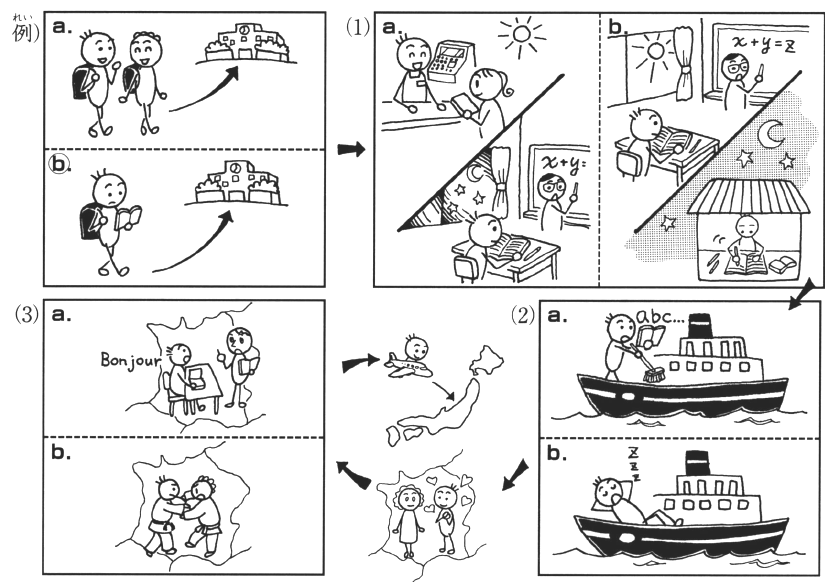 例)
れい
a.
b.
(1)
a.
x+y=
b.
x+y=z
(2)
a.
abc...
b.
z
z
z
(3)
a.
Bonjour
b.